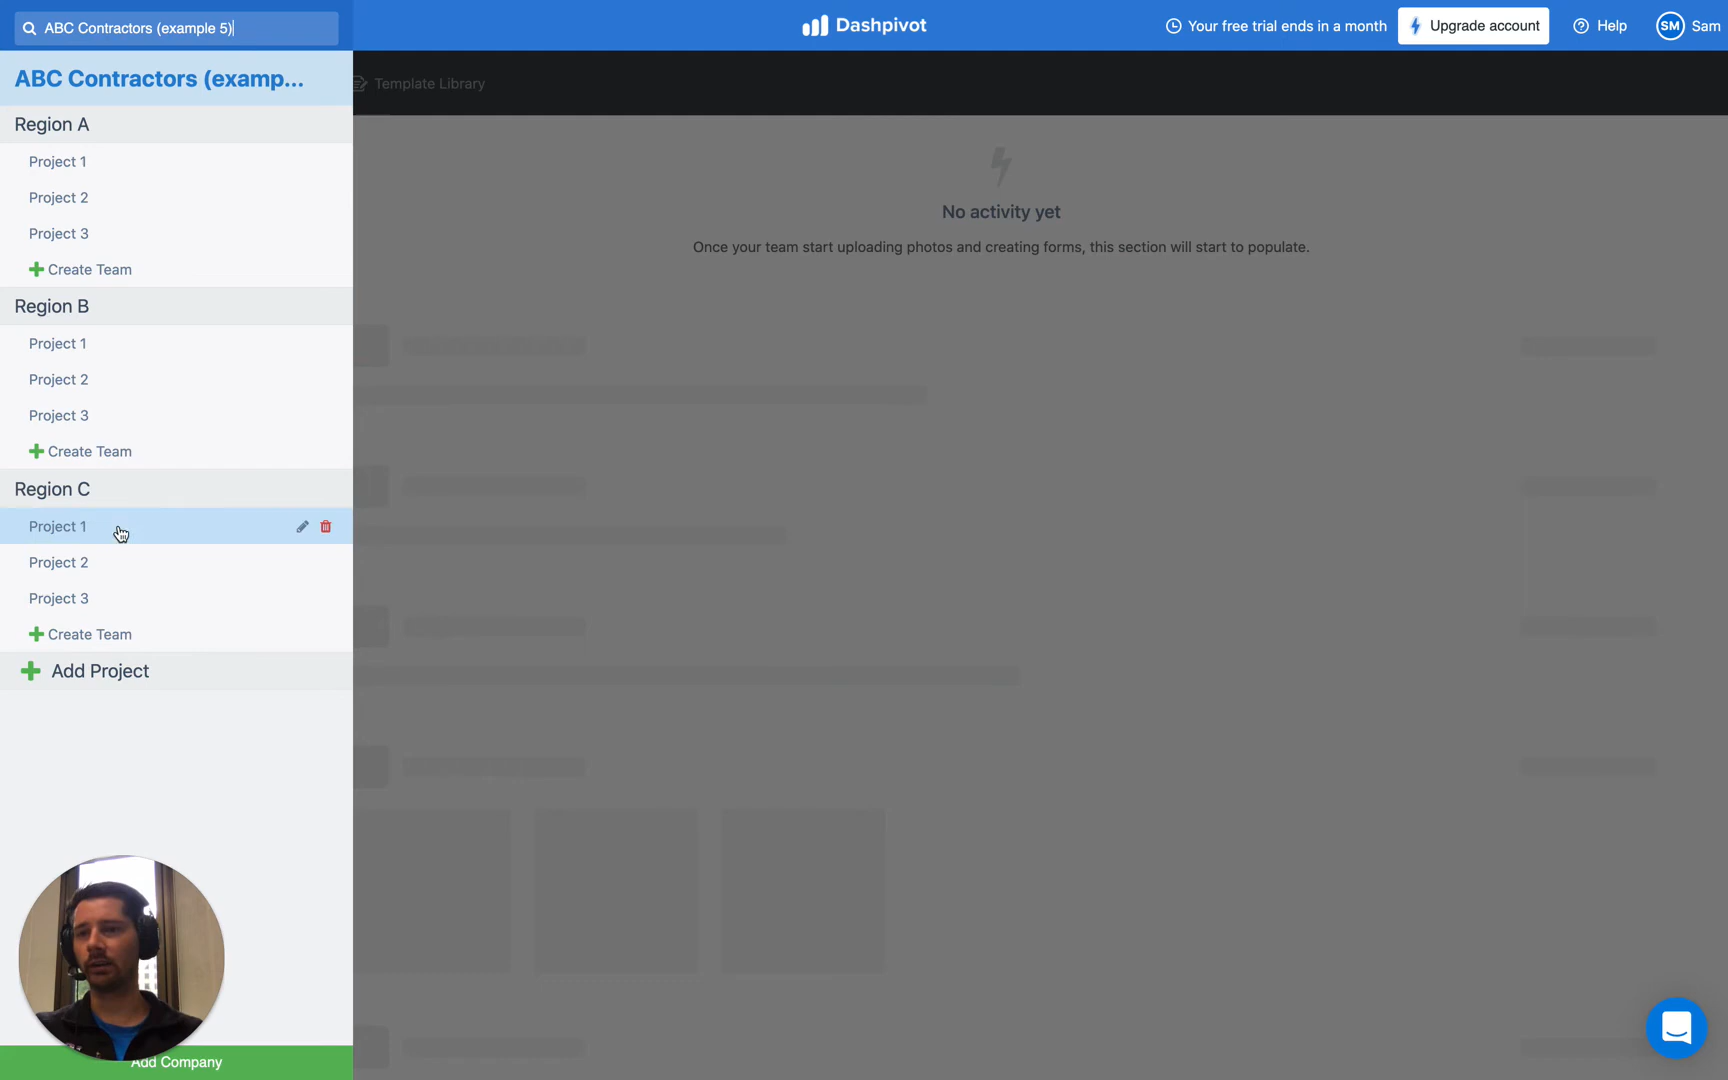 ABC Contractors (example 5)
Dashpivot
Your free trial ends in a month
Upgrade account
Help
SM
Sam
ABC Contractors (examp...
Template Library
Region A
Project 1
Project 2
Project 3
Create Team
Region B
Project 1
Project 2
Project 3
Create Team
Region C
Project 1
Project 2
Project 3
Create Team
Add Project
No activity yet
Once your team start uploading photos and creating forms, this section will start to populate.
Add Company